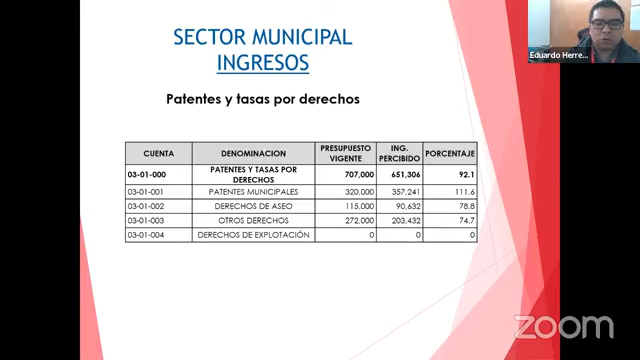 SECTOR MUNICIPAL
INGRESOS
Eduardo Herre...
Patentes y tasas por derechos
CUENTA DENOMINACION PRESUPUESTO VIGENTE ING. PERCIBIDO PORCENTAJE
03-01-000 PATENTES Y TASAS POR DERECHOS 707,000 651,306 92.1
03-01-001 PATENTES MUNICIPALES 320,000 357,241 111.6
03-01-002 DERECHOS DE ASEO 115,000 90,632 78.8
03-01-003 OTROS DERECHOS 272,000 203,432 74.7
03-01-004 DERECHOS DE EXPLOTACIÓN 0 0 0
zoom